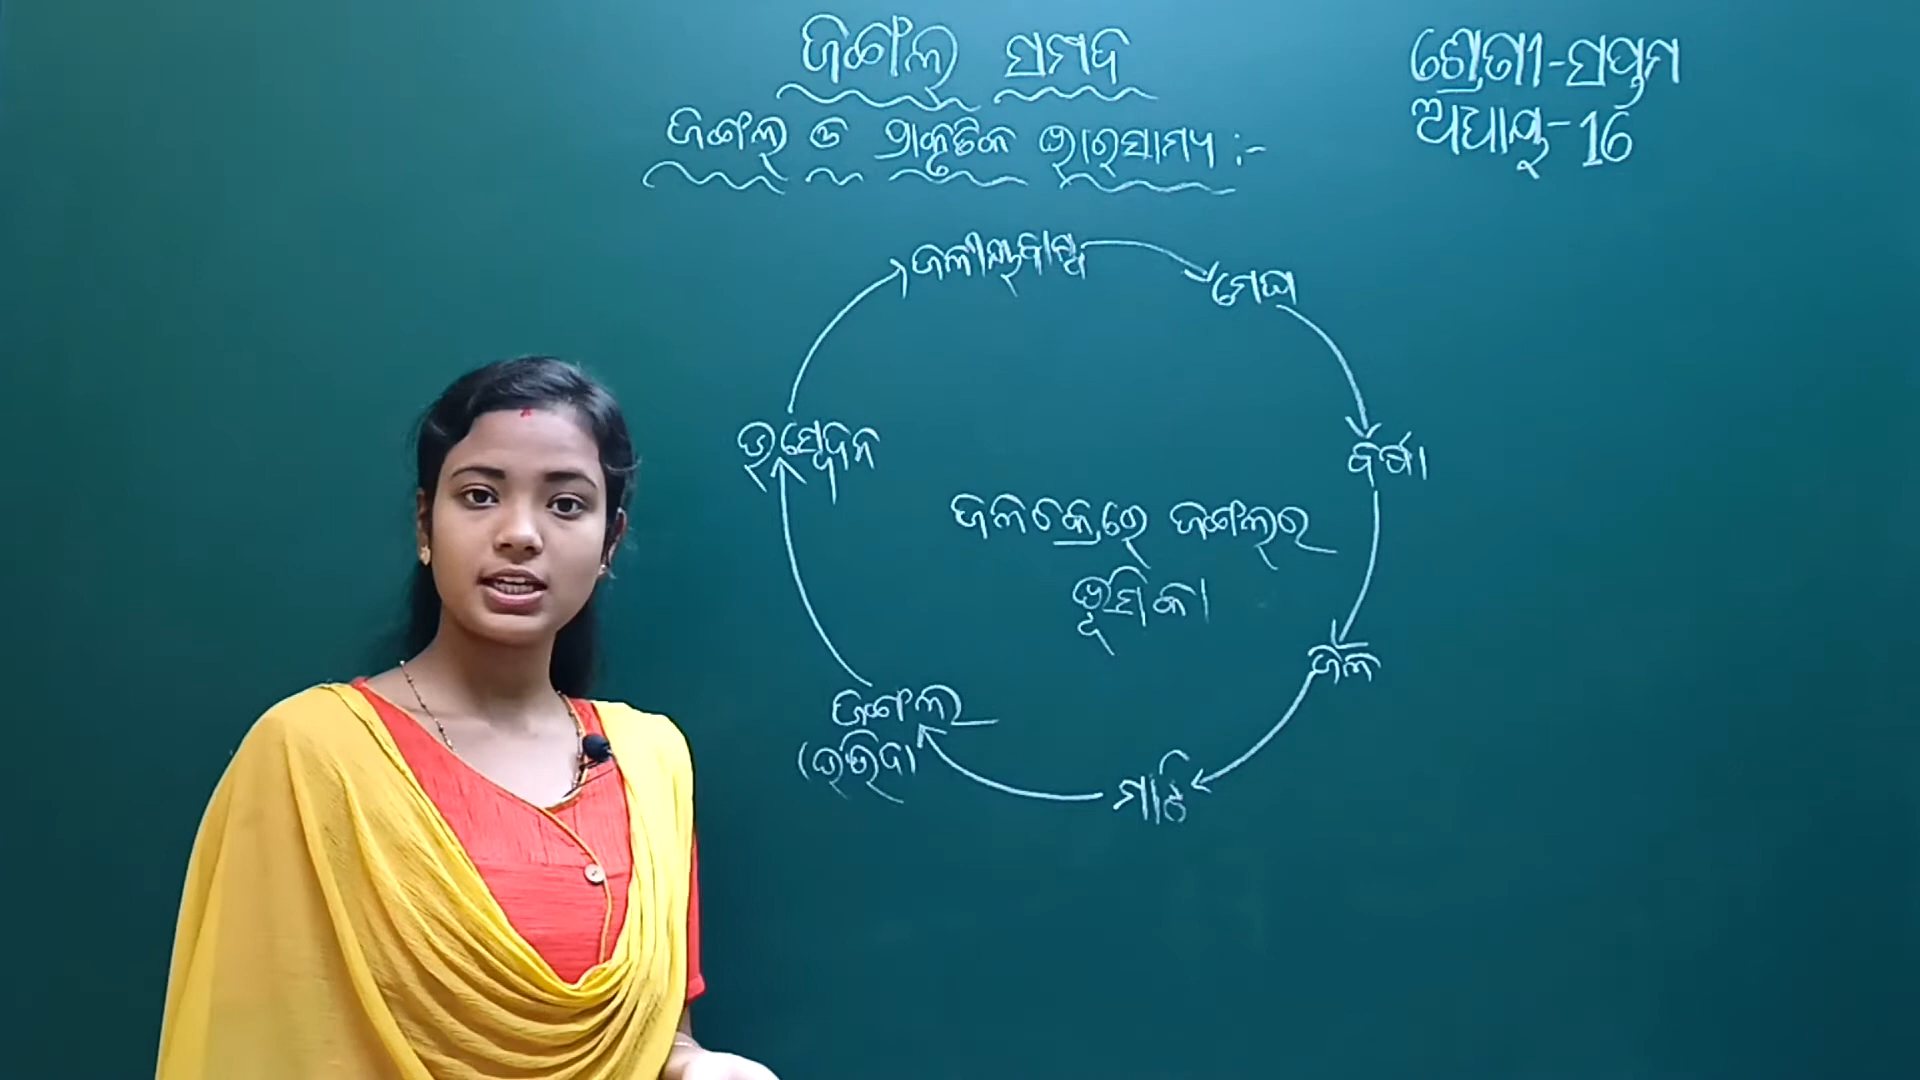 ଜଙ୍ଗଲ ସମ୍ପଦ
ଶ୍ରେଣୀ-ସପ୍ତମ
ଅଧ୍ୟାୟ-16
ଜଙ୍ଗଲ ଓ ପ୍ରାକୃତିକ ଭାରସାମ୍ୟ :-
ଜଳୀୟବାଷ୍ପ
ମେଘ
ବର୍ଷା
ଜଳ
ମାଟି
ଜଙ୍ଗଲ
(ଉଦ୍ଭିଦ)
ଉତ୍ସ୍ୱେଦନ
ଜଳଚକ୍ରରେ ଜଙ୍ଗଲର
ଭୂମିକା